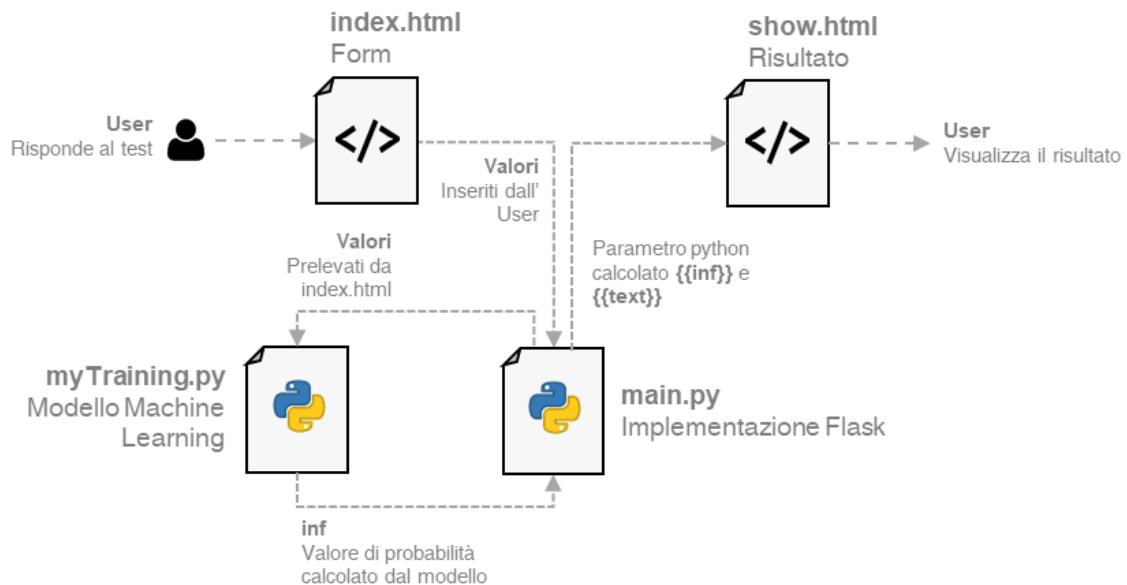 index.html
Form
show.html
Risultato
</>
</>
User
Risponde al test
User
Visualizza il risultato
Valori
Inseriti dall'
User
Valori
Prelevati da
index.html
Parametro python
calcolato {{inf}} e
{{text}}
myTraining.py
Modello Machine
Learning
main.py
Implementazione Flask
inf
Valore di probabilità
calcolato dal modello